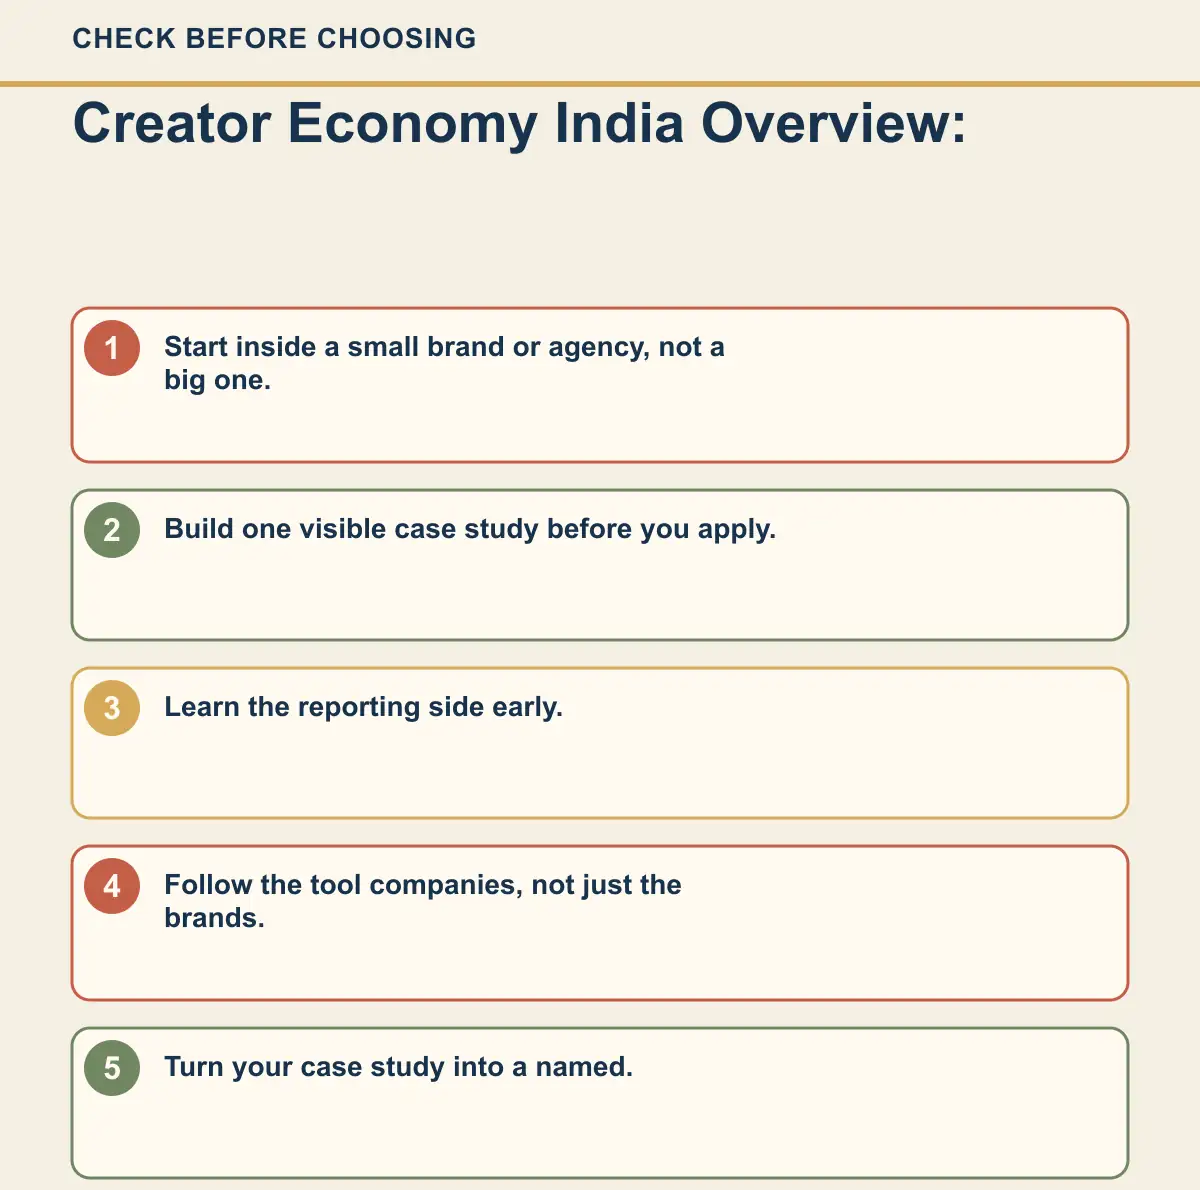 CHECK BEFORE CHOOSING
Creator Economy India Overview:
1
Start inside a small brand or agency, not a
big one.
2
Build one visible case study before you apply.
3
Learn the reporting side early.
4
Follow the tool companies, not just the
brands.
5
Turn your case study into a named.